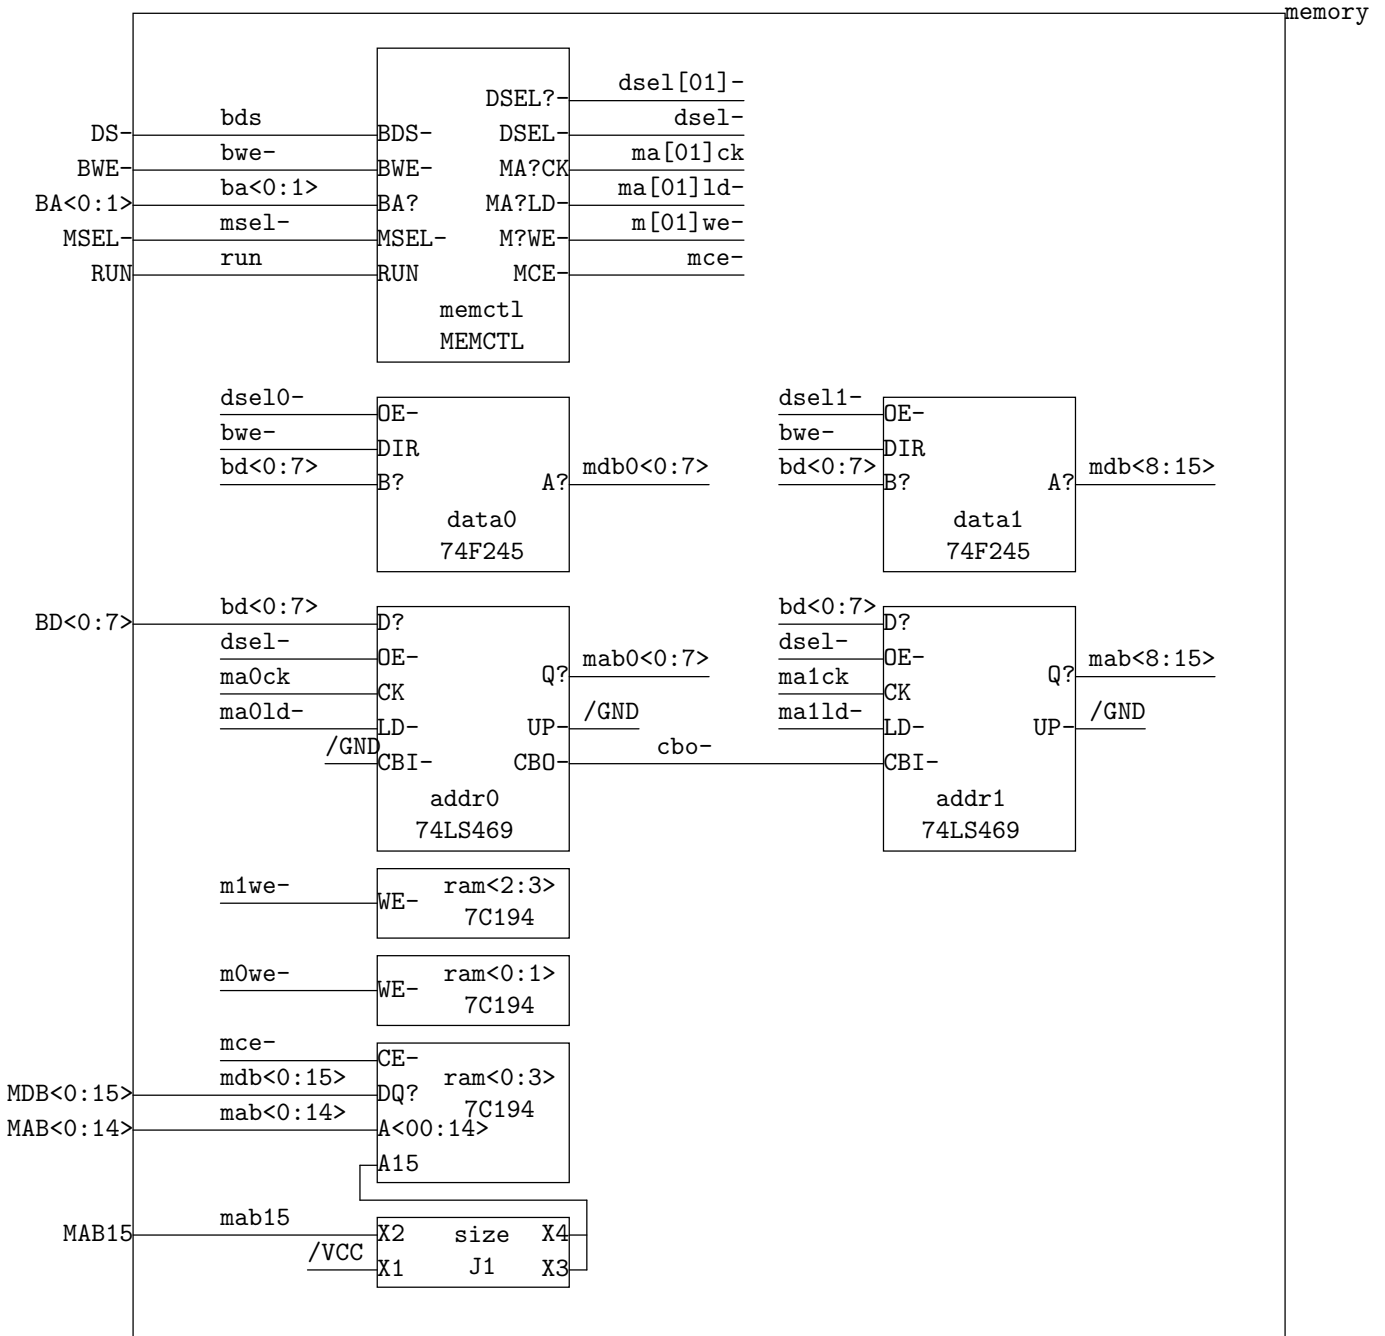 memory
dsel[01]-
DSEL?-
DS- bds BDS- DSEL- dsel-
BWE- bwe- BWE- MA?CK ma[01]ck
BA<0:1> ba<0:1> BA? MA?LD- ma[01]ld-
MSEL- msel- MSEL- M?WE- m[01]we-
RUN run RUN MCE- mce-
memctl
MEMCTL
dsel0- OE- dsel1- OE-
bwe- DIR bwe- DIR
bd<0:7> B? A? mdb0<0:7> bd<0:7> B? A? mdb<8:15>
data0 data1
74F245 74F245
BD<0:7> bd<0:7> D? bd<0:7> D?
dsel- OE- dsel- OE-
ma0ck CK Q? mab0<0:7> ma1ck CK Q? mab<8:15>
ma0ld- LD- UP- /GND ma1ld- LD- UP- /GND
/GND CBI- CBO- cbo- CBI-
addr0 addr1
74LS469 74LS469
m1we- WE- ram<2:3>
7C194
m0we- WE- ram<0:1>
7C194
mce- CE-
MDB<0:15> mdb<0:15> DQ? ram<0:3>
7C194
MAB<0:14> mab<0:14> A<00:14>
A15
MAB15 mab15 X2 size X4
/VCC X1 J1 X3